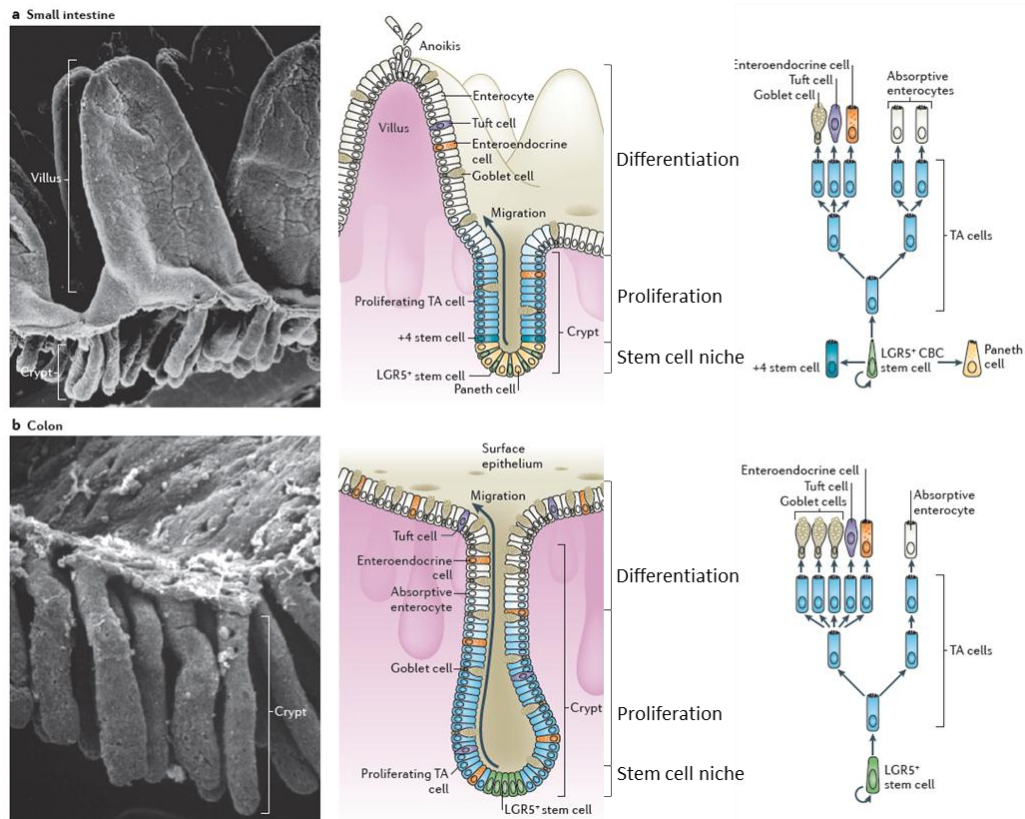 a Small intestine
Villus
Crypt
Anoikis
Villus
Enterocyte
Tuft cell
Enteroendocrine
cell
Goblet cell
Migration
Proliferating TA cell
+4 stem cell
LGR5+ stem cell
Paneth cell
Crypt
Differentiation
Proliferation
Stem cell niche
Enteroendocrine cell
Tuft cell
Goblet cell
Absorptive
enterocytes
TA cells
+4 stem cell
LGR5+ CBC
stem cell
Paneth
cell
b Colon
Crypt
Surface
epithelium
Migration
Tuft cell
Enteroendocrine
cell
Absorptive
enterocyte
Goblet cell
Proliferating TA
cell
LGR5+ stem cell
Crypt
Differentiation
Proliferation
Stem cell niche
Enteroendocrine cell
Tuft cell
Goblet cells
Absorptive
enterocyte
TA cells
LGR5+
stem cell